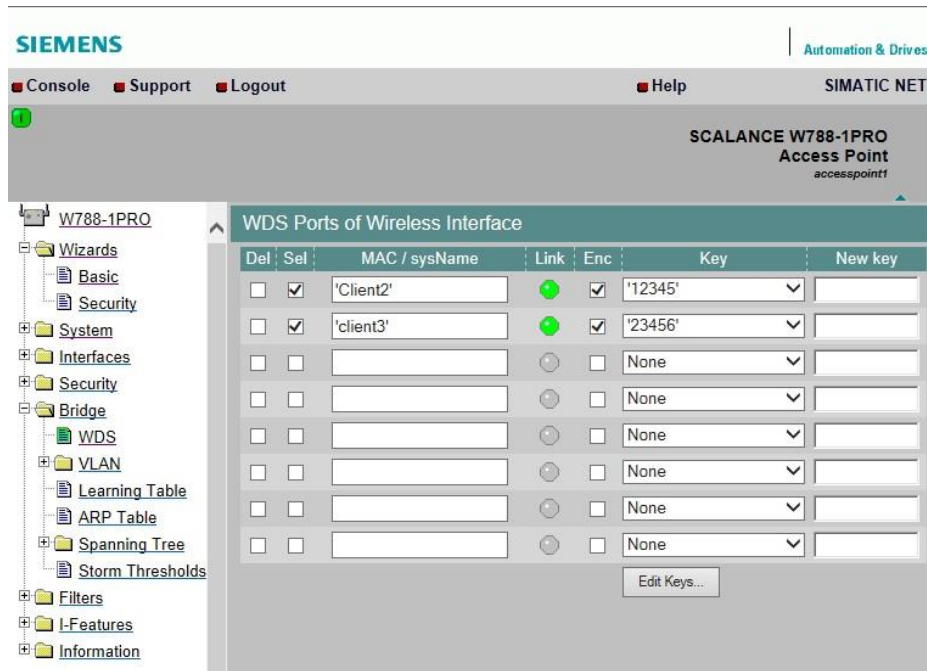 SIEMENS
Automation & Drives
Console Support Logout Help SIMATIC NET
SCALANCE W788-1PRO
Access Point
accesspoint1
W788-1PRO
Wizards
Basic
Security
System
Interfaces
Security
Bridge
WDS
VLAN
Learning Table
ARP Table
Spanning Tree
Storm Thresholds
Filters
I-Features
Information
WDS Ports of Wireless Interface
Del Sel MAC / sysName Link Enc Key New key
'Client2' '12345'
'client3' '23456'
None
None
None
None
None
None
Edit Keys...